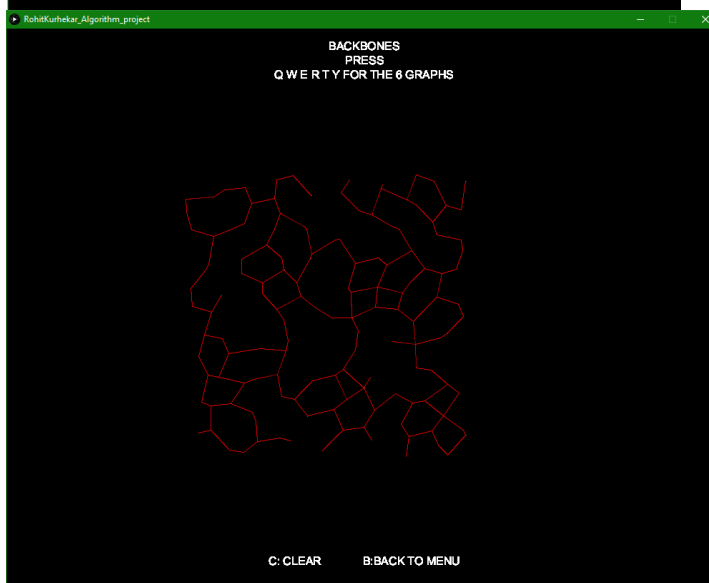 RohitKurhekar_Algorithm_project
BACKBONES
PRESS
Q W E R T Y FOR THE 6 GRAPHS
C: CLEAR
B:BACK TO MENU